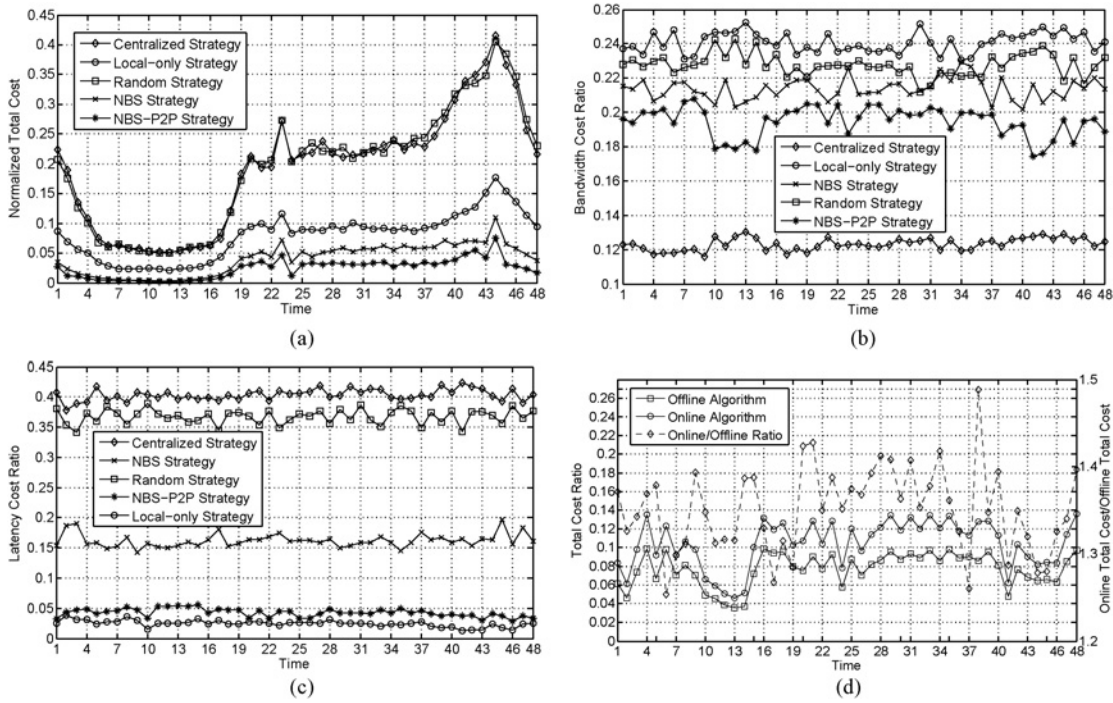 0.45
0.4
0.35
0.3
0.25
0.2
0.15
0.1
0.05
0
Normalized Total Cost
Centralized Strategy
Local-only Strategy
Random Strategy
NBS Strategy
NBS-P2P Strategy
1 4 7 10 13 16 19 22 25 28 31 34 37 40 43 46 48
Time
(a)
0.26
0.24
0.22
0.2
0.18
0.16
0.14
0.12
0.1
Bandwidth Cost Ratio
Centralized Strategy
Local-only Strategy
NBS Strategy
Random Strategy
NBS-P2P Strategy
1 4 7 10 13 16 19 22 25 28 31 34 37 40 43 46 48
Time
(b)
0.45
0.4
0.35
0.3
0.25
0.2
0.15
0.1
0.05
0
Latency Cost Ratio
Centralized Strategy
NBS Strategy
Random Strategy
NBS-P2P Strategy
Local-only Strategy
1 4 7 10 13 16 19 22 25 28 31 34 37 40 43 46 48
Time
(c)
0.26
0.24
0.22
0.2
0.18
0.16
0.14
0.12
0.1
0.08
0.06
0.04
0.02
0
Total Cost Ratio
Offline Algorithm
Online Algorithm
Online/Offline Ratio
1.5
1.4
1.3
1.2
Online Total Cost/Offline Total Cost
1 4 7 10 13 16 19 22 25 28 31 34 37 40 43 46 48
Time
(d)